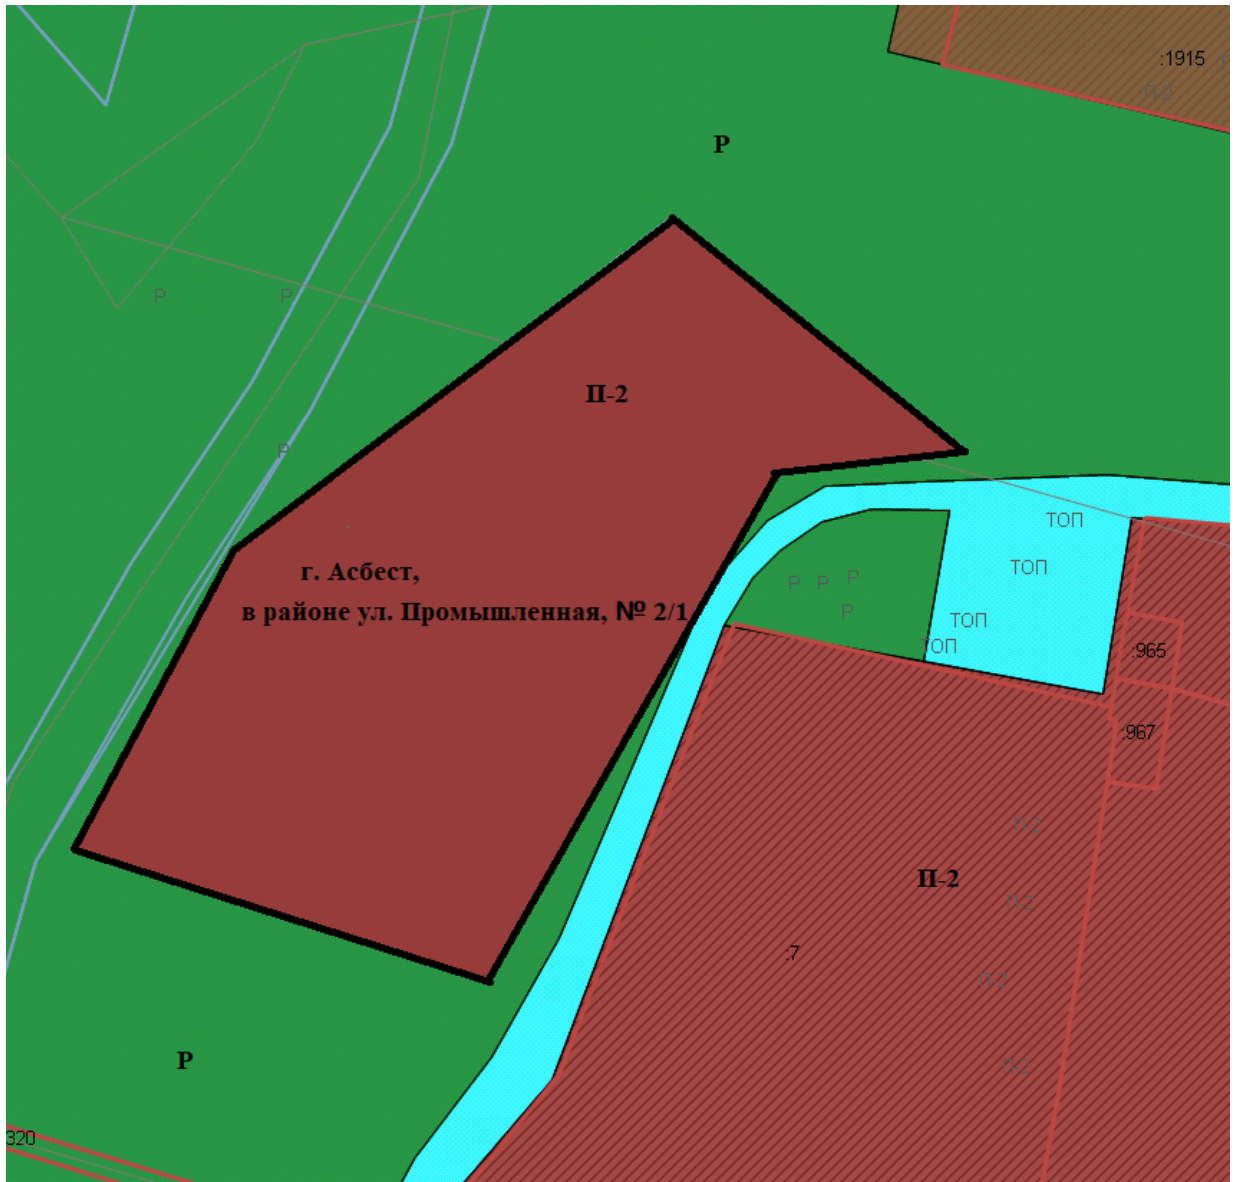 :1915
П-2
Р
Р
Р
П-2
Р
ТОП
ТОП
г. Асбест,
Р Р Р
в районе ул. Промышленная, № 2/1
Р
ТОП
ТОП
:965
:967
П-2
П-2
П-2
:7
П-2
Р
П-2
320